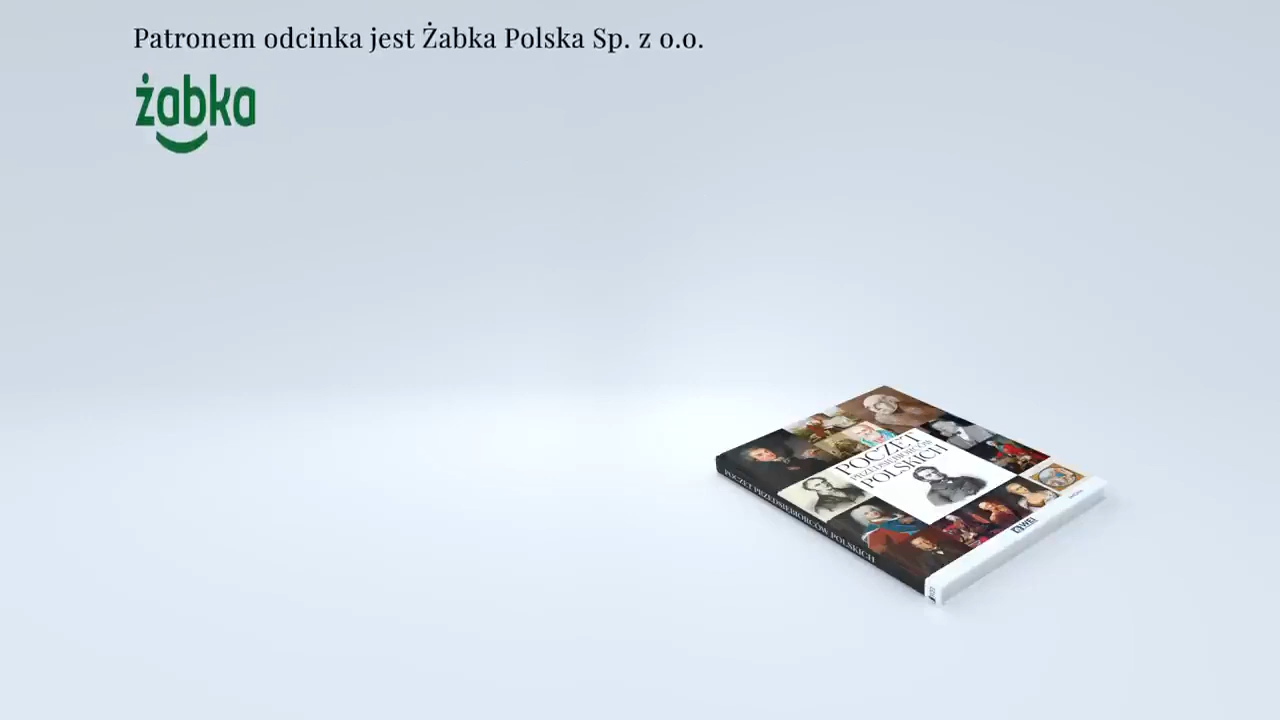 Patronem odcinka jest Żabka Polska Sp. z o.o.
żabka
POCZET
PRZEDSIĘBIORCÓW
POLSKICH
POCZET PRZEDSIĘBIORCÓW POLSKICH